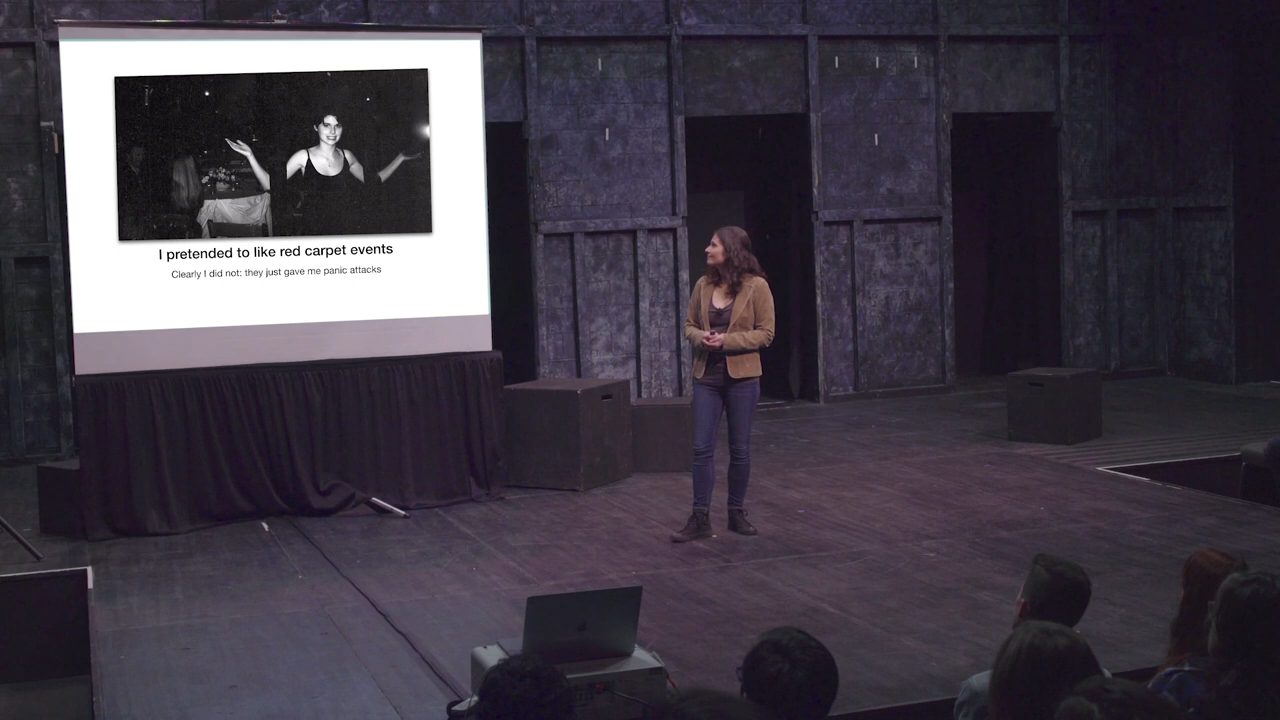 I pretended to like red carpet events
Clearly I did not: they just gave me panic attacks